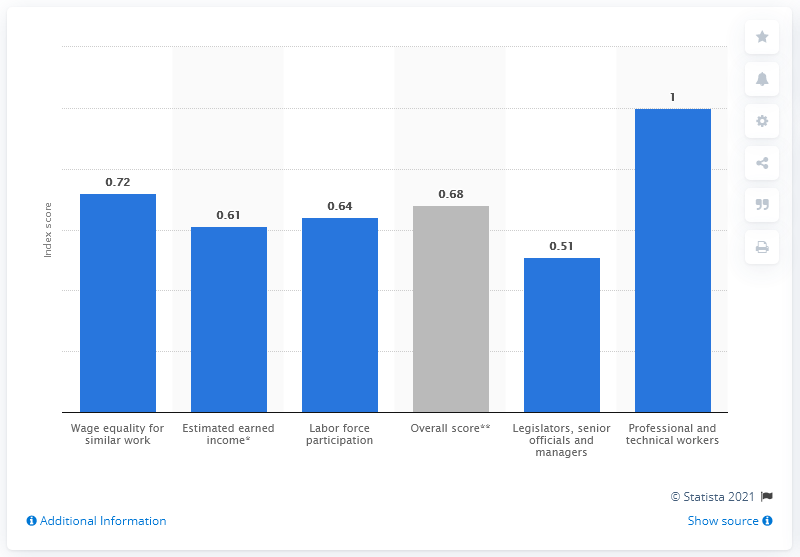 Index score
0.72
0.61
0.64
0.68
0.51
1
Wage equality for
similar work
Estimated earned
income*
Labor force
participation
Overall score**
Legislators, senior
officials and
managers
Professional and
technical workers
© Statista 2021
Additional Information
Show source